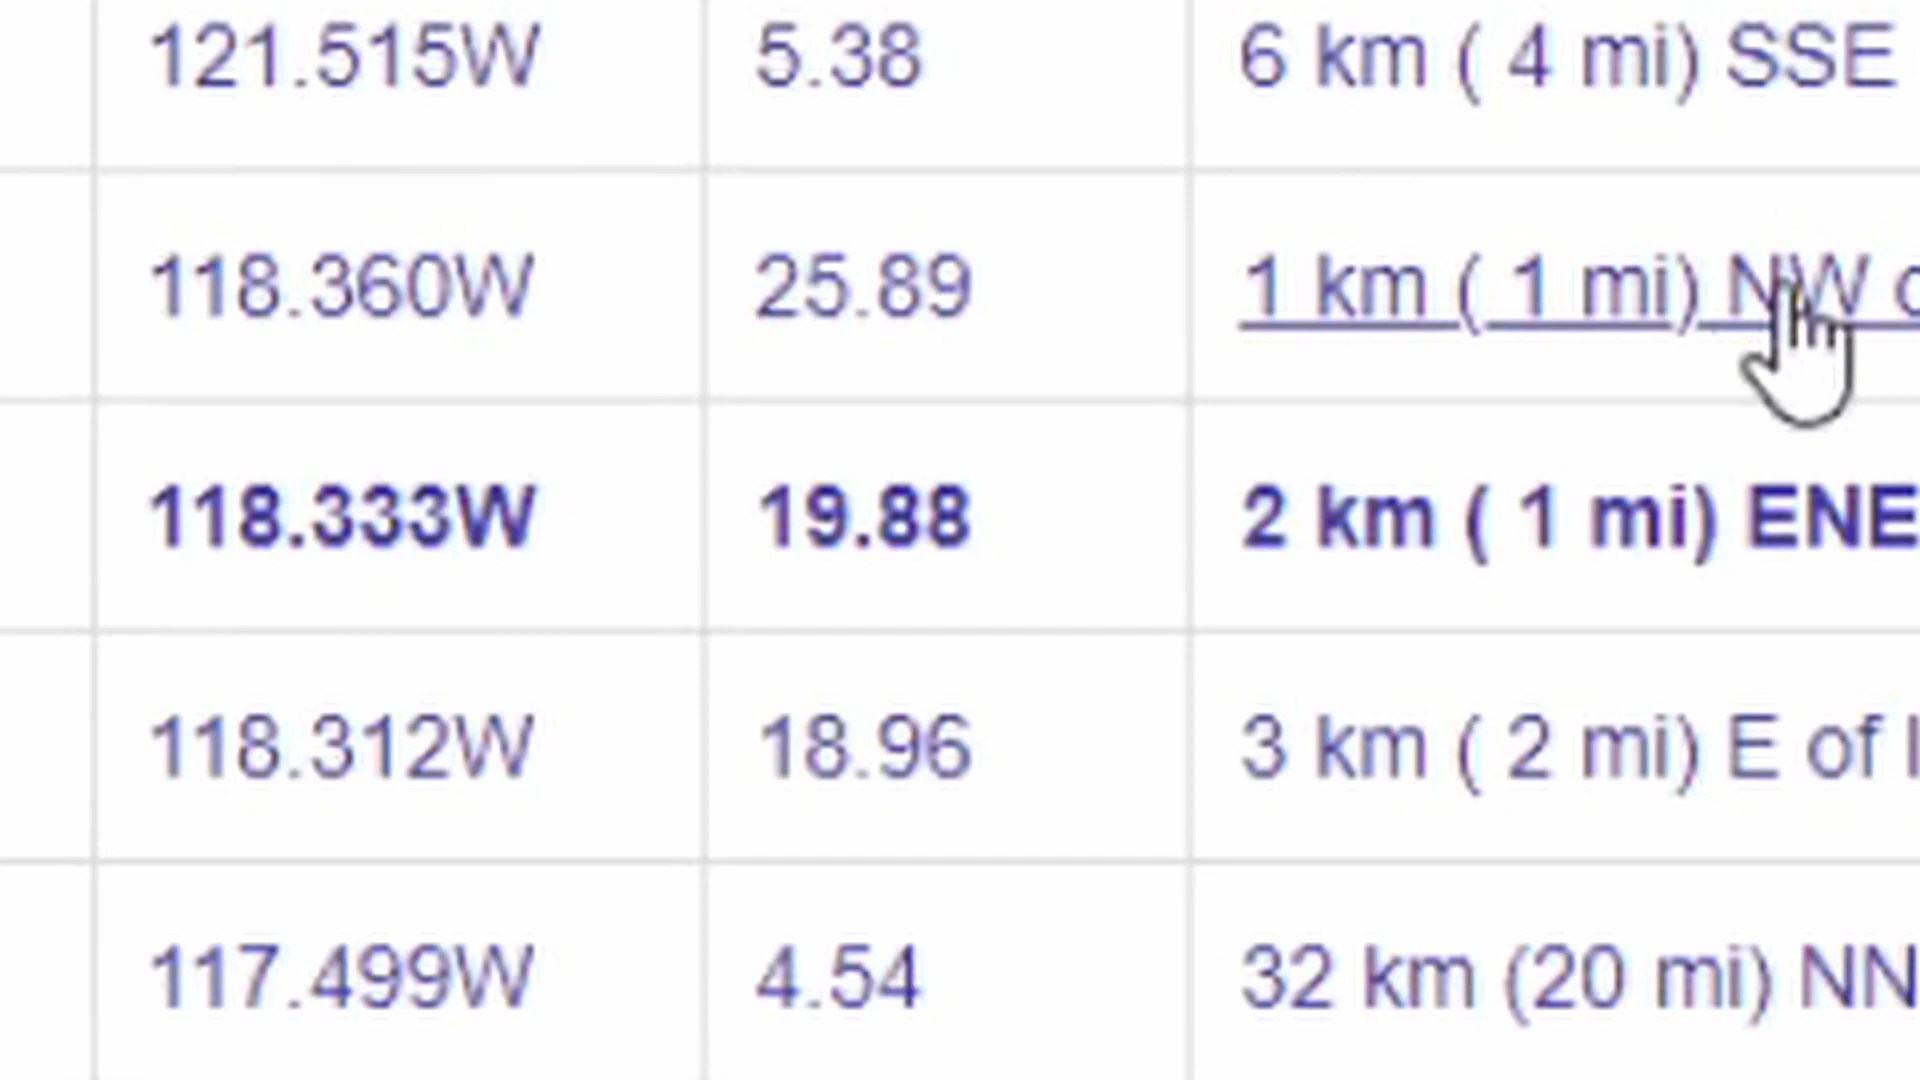 121.515W 5.38 6 km ( 4 mi) SSE
118.360W 25.89 1 km ( 1 mi) NW
118.333W 19.88 2 km ( 1 mi) ENE
118.312W 18.96 3 km ( 2 mi) E of
117.499W 4.54 32 km (20 mi)